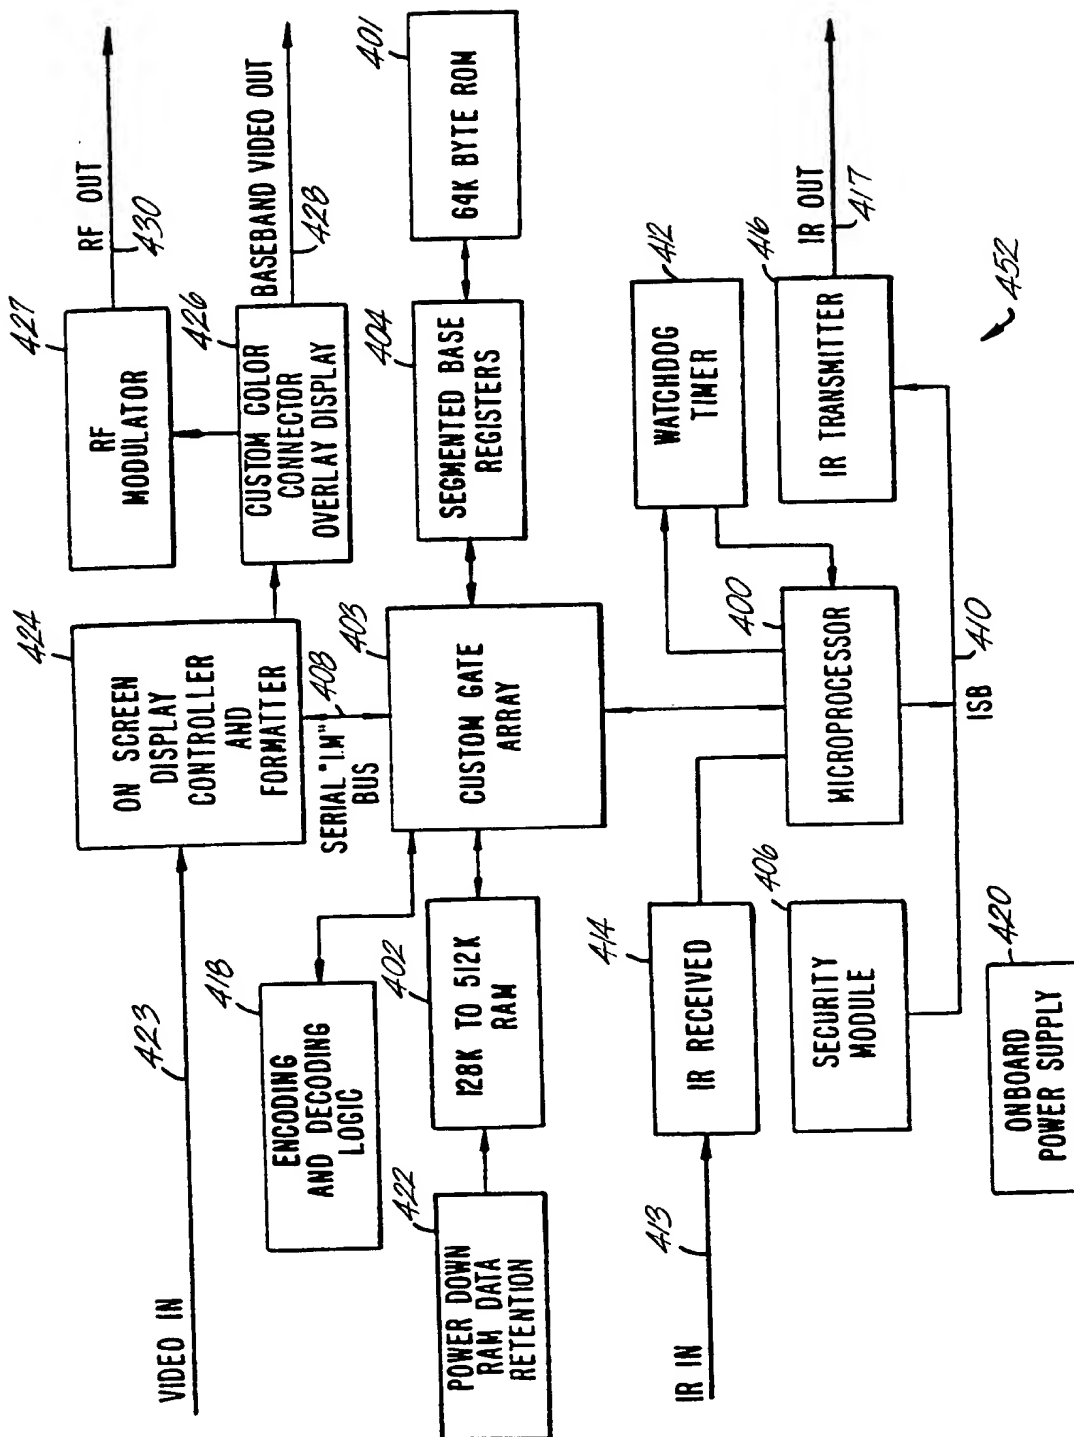 VIDEO IN
423
ON SCREEN
DISPLAY
CONTROLLER
AND
FORMATTER
424
RF
MODULATOR
427
RF OUT
430
CUSTOM COLOR
CONNECTOR
OVERLAY DISPLAY
426
BASEBAND VIDEO OUT
428
SERIAL "I.M"
BUS
408
ENCODING
AND DECODING
LOGIC
418
POWER DOWN
RAM DATA
RETENTION
422
128K TO 512K
RAM
402
CUSTOM GATE
ARRAY
403
SEGMENTED BASE
REGISTERS
404
64K BYTE ROM
401
IR IN
413
IR RECEIVED
414
SECURITY
MODULE
406
MICROPROCESSOR
400
WATCHDOG
TIMER
412
IR TRANSMITTER
416
IR OUT
417
ISB
410
ONBOARD
POWER SUPPLY
420
452